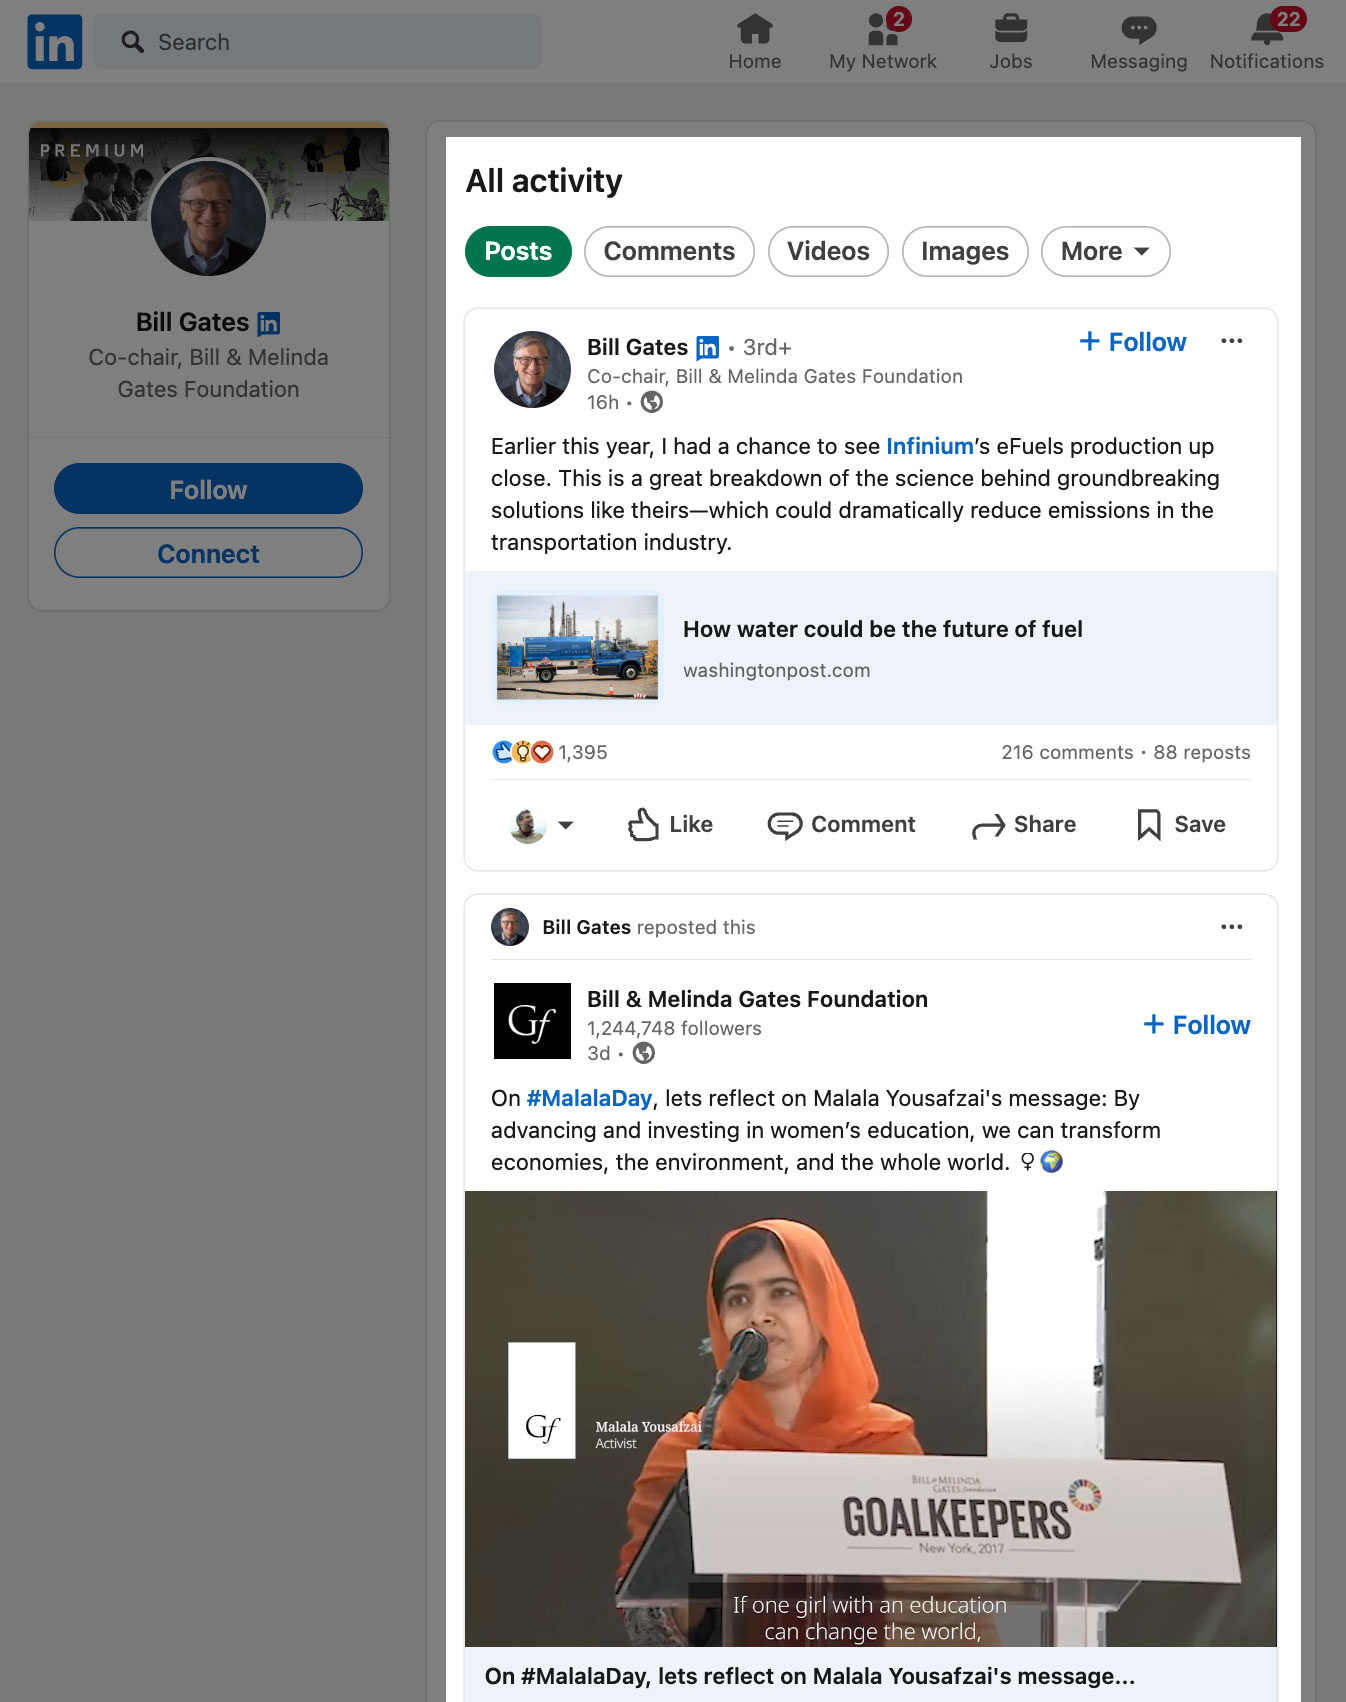 in
Search
Home
2
My Network
Jobs
Messaging
22
Notifications
PREMIUM
Bill Gates in
Co-chair, Bill & Melinda
Gates Foundation
Follow
Connect
All activity
Posts
Comments
Videos
Images
More
Bill Gates in • 3rd+
Co-chair, Bill & Melinda Gates Foundation
16h •
+ Follow
Earlier this year, I had a chance to see Infinium’s eFuels production up
close. This is a great breakdown of the science behind groundbreaking
solutions like theirs—which could dramatically reduce emissions in the
transportation industry.
INFINIUM
How water could be the future of fuel
washingtonpost.com
1,395
216 comments • 88 reposts
Like
Comment
Share
Save
Bill Gates reposted this
Gf
Bill & Melinda Gates Foundation
1,244,748 followers
3d •
+ Follow
On #MalalaDay, lets reflect on Malala Yousafzai's message: By
advancing and investing in women’s education, we can transform
economies, the environment, and the whole world. ♀🌍
Gf
Malala Yousafzai
Activist
BILL & MELINDA
GATES foundation
GOALKEEPERS
New York, 2017
If one girl with an education
can change the world,
On #MalalaDay, lets reflect on Malala Yousafzai's message...